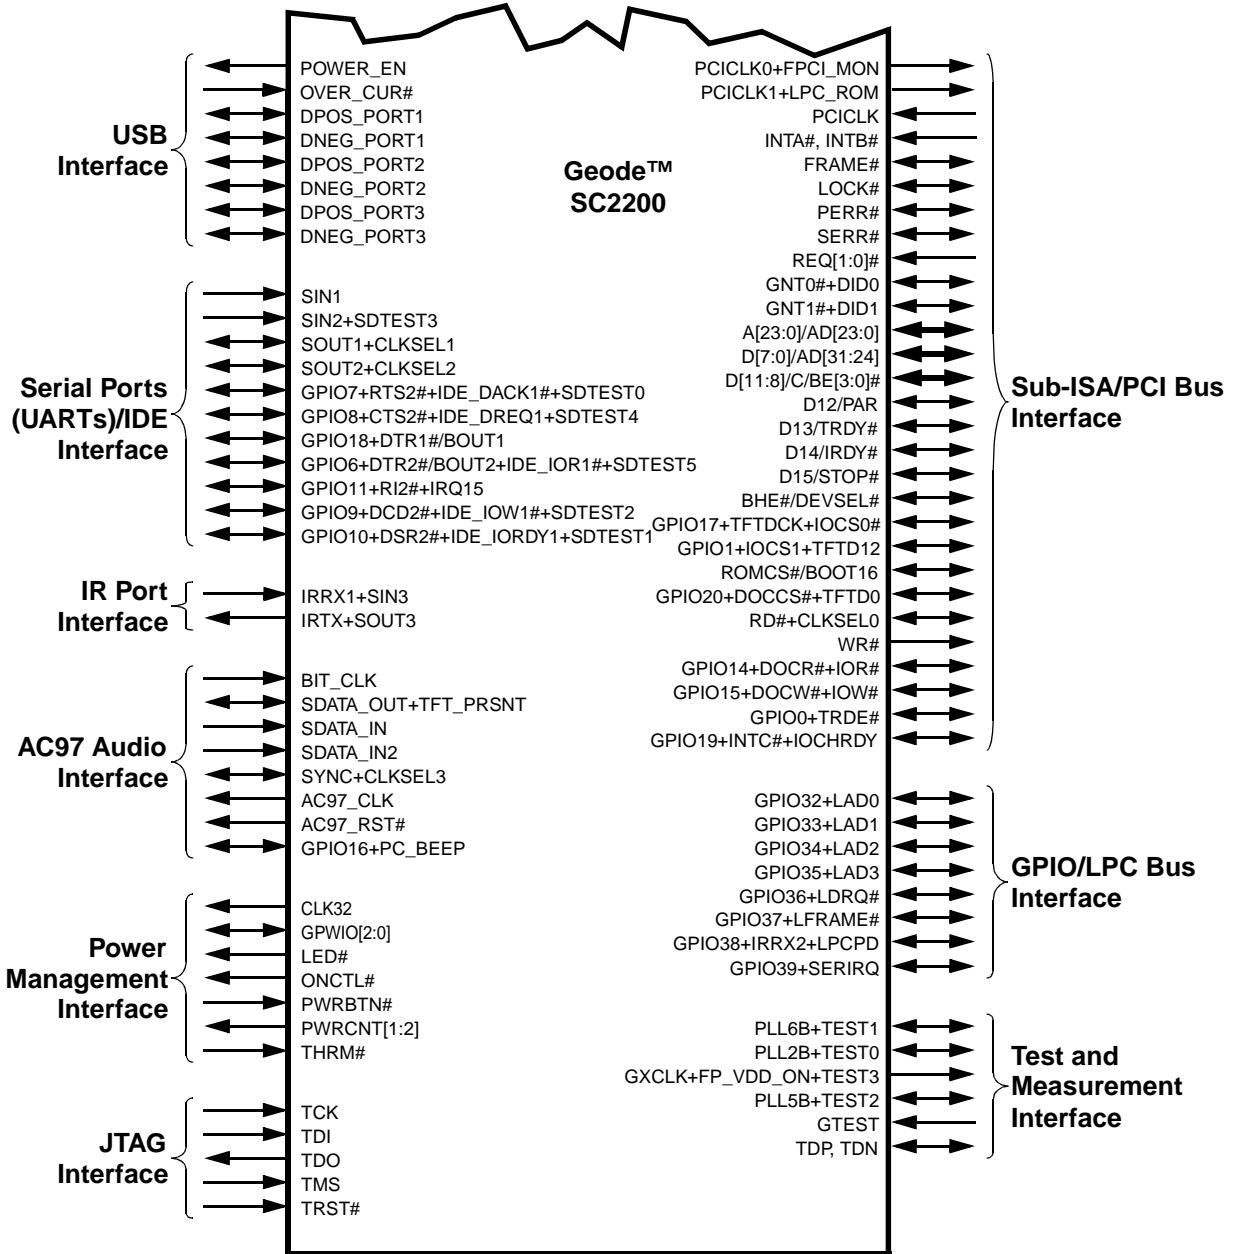 Geode™
SC2200
USB
Interface
POWER_EN
OVER_CUR#
DPOS_PORT1
DNEG_PORT1
DPOS_PORT2
DNEG_PORT2
DPOS_PORT3
DNEG_PORT3
Serial Ports
(UARTs)/IDE
Interface
SIN1
SIN2+SDTEST3
SOUT1+CLKSEL1
SOUT2+CLKSEL2
GPIO7+RTS2#+IDE_DACK1#+SDTEST0
GPIO8+CTS2#+IDE_DREQ1+SDTEST4
GPIO18+DTR1#/BOUT1
GPIO6+DTR2#/BOUT2+IDE_IOR1#+SDTEST5
GPIO11+RI2#+IRQ15
GPIO9+DCD2#+IDE_IOW1#+SDTEST2
GPIO10+DSR2#+IDE_IORDY1+SDTEST1
IR Port
Interface
IRRX1+SIN3
IRTX+SOUT3
AC97 Audio
Interface
BIT_CLK
SDATA_OUT+TFT_PRSNT
SDATA_IN
SDATA_IN2
SYNC+CLKSEL3
AC97_CLK
AC97_RST#
GPIO16+PC_BEEP
Power
Management
Interface
CLK32
GPWIO[2:0]
LED#
ONCTL#
PWRBTN#
PWRCNT[1:2]
THRM#
JTAG
Interface
TCK
TDI
TDO
TMS
TRST#
PCICLK0+FPCI_MON
PCICLK1+LPC_ROM
PCICLK
INTA#, INTB#
FRAME#
LOCK#
PERR#
SERR#
REQ[1:0]#
GNT0#+DID0
GNT1#+DID1
A[23:0]/AD[23:0]
D[7:0]/AD[31:24]
D[11:8]/C/BE[3:0]#
D12/PAR
D13/TRDY#
D14/IRDY#
D15/STOP#
BHE#/DEVSEL#
GPIO17+TFTDCK+IOCS0#
GPIO1+IOCS1+TFTD12
ROMCS#/BOOT16
GPIO20+DOCCS#+TFTD0
RD#+CLKSEL0
WR#
GPIO14+DOCR#+IOR#
GPIO15+DOCW#+IOW#
GPIO0+TRDE#
GPIO19+INTC#+IOCHRDY
Sub-ISA/PCI Bus
Interface
GPIO32+LAD0
GPIO33+LAD1
GPIO34+LAD2
GPIO35+LAD3
GPIO36+LDRQ#
GPIO37+LFRAME#
GPIO38+IRRX2+LPCPD
GPIO39+SERIRQ
GPIO/LPC Bus
Interface
PLL6B+TEST1
PLL2B+TEST0
GXCLK+FP_VDD_ON+TEST3
PLL5B+TEST2
GTEST
TDP, TDN
Test and
Measurement
Interface